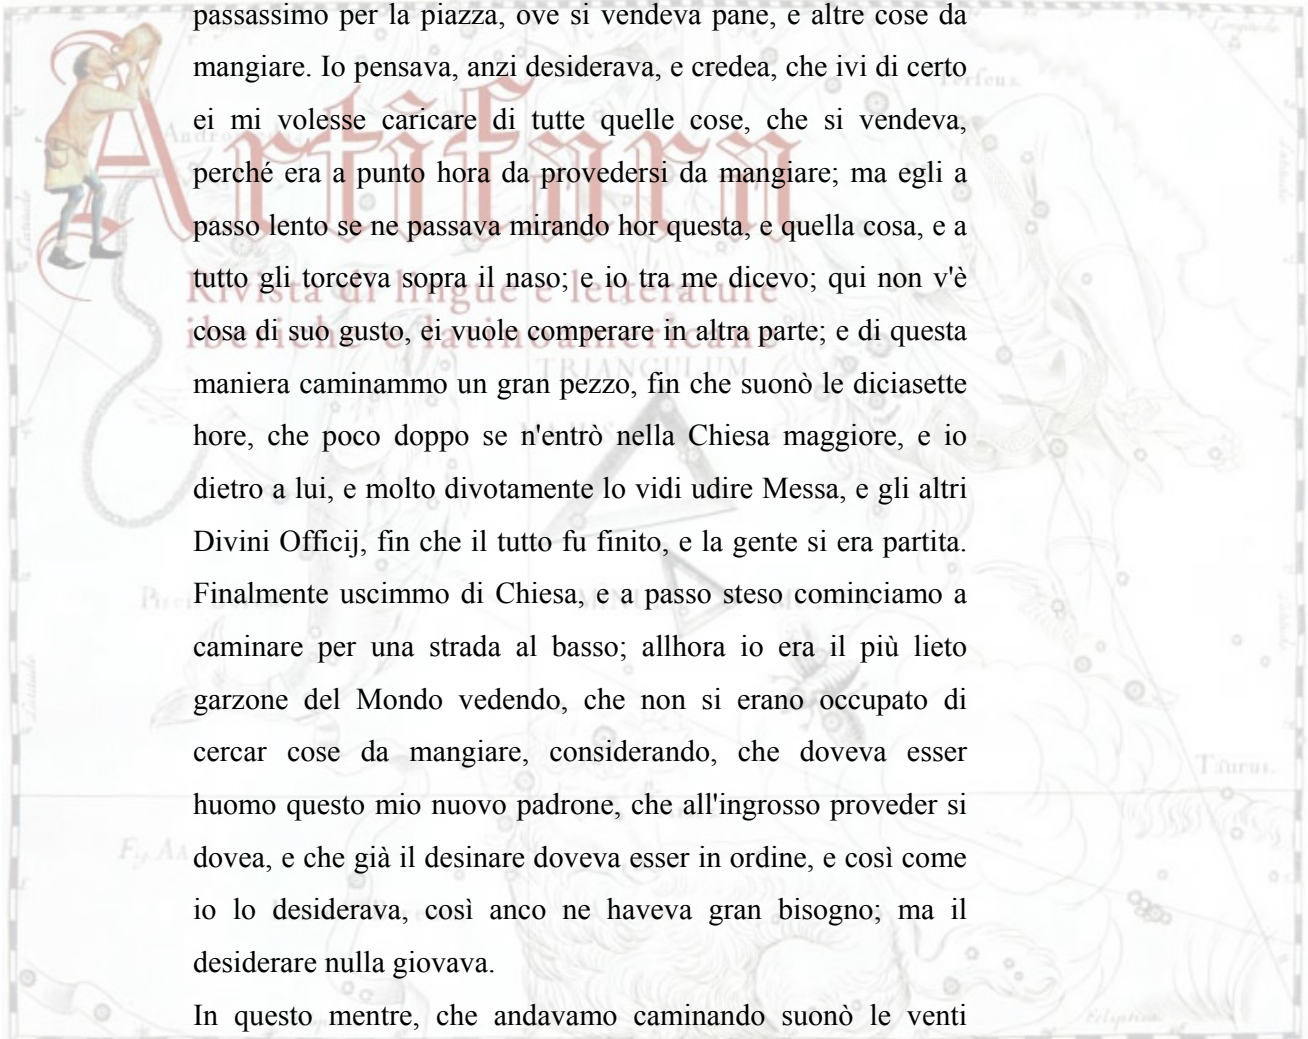 passassimo per la piazza, ove si vendeva pane, e altre cose da
mangiare. Io pensava, anzi desiderava, e credea, che ivi di certo
ei mi volesse caricare di tutte quelle cose, che si vendeva,
perché era a punto hora da provedersi da mangiare; ma egli a
passo lento se ne passava mirando hor questa, e quella cosa, e a
tutto gli torceva sopra il naso; e io tra me dicevo; qui non v'è
cosa di suo gusto, ei vuole comperare in altra parte; e di questa
maniera caminammo un gran pezzo, fin che suonò le diciasette
hore, che poco doppo se n'entrò nella Chiesa maggiore, e io
dietro a lui, e molto divotamente lo vidi udire Messa, e gli altri
Divini Officij, fin che il tutto fu finito, e la gente si era partita.
Finalmente uscimmo di Chiesa, e a passo steso cominciamo a
caminare per una strada al basso; allhora io era il più lieto
garzone del Mondo vedendo, che non si erano occupato di
cercar cose da mangiare, considerando, che doveva esser
huomo questo mio nuovo padrone, che all'ingrosso proveder si
dovea, e che già il desinare doveva esser in ordine, e così come
io lo desiderava, così anco ne haveva gran bisogno; ma il
desiderare nulla giovava.
In questo mentre, che andavamo caminando suonò le venti
Artifara
Rivista di lingue e letterature
iberiche e latinoamericane
TRIANGULUM
Perseus
Taurus.